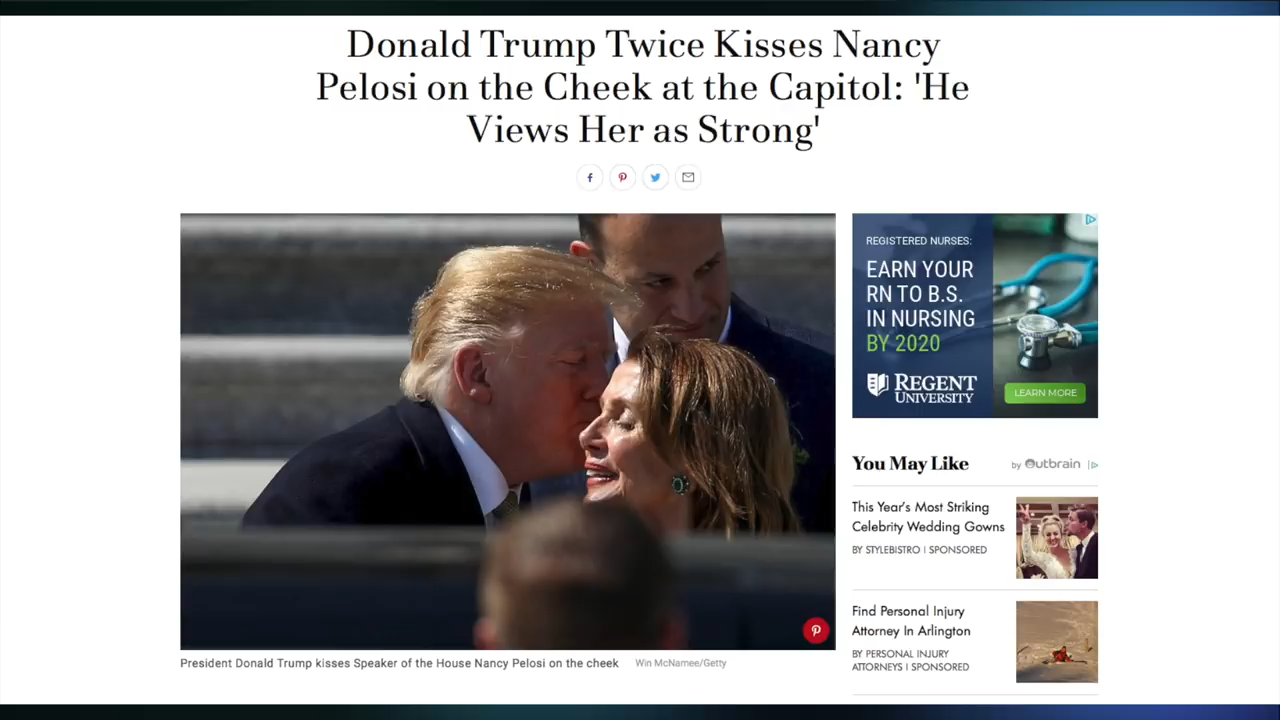 Donald Trump Twice Kisses Nancy
Pelosi on the Cheek at the Capitol: 'He
Views Her as Strong'
REGISTERED NURSES:
EARN YOUR
RN TO B.S.
IN NURSING
BY 2020
REGENT
UNIVERSITY
LEARN MORE
President Donald Trump kisses Speaker of the House Nancy Pelosi on the cheek Win McNamee/Getty
You May Like
by Outbrain
This Year's Most Striking
Celebrity Wedding Gowns
BY STYLEBISTRO | SPONSORED
Find Personal Injury
Attorney In Arlington
BY PERSONAL INJURY
ATTORNEYS | SPONSORED